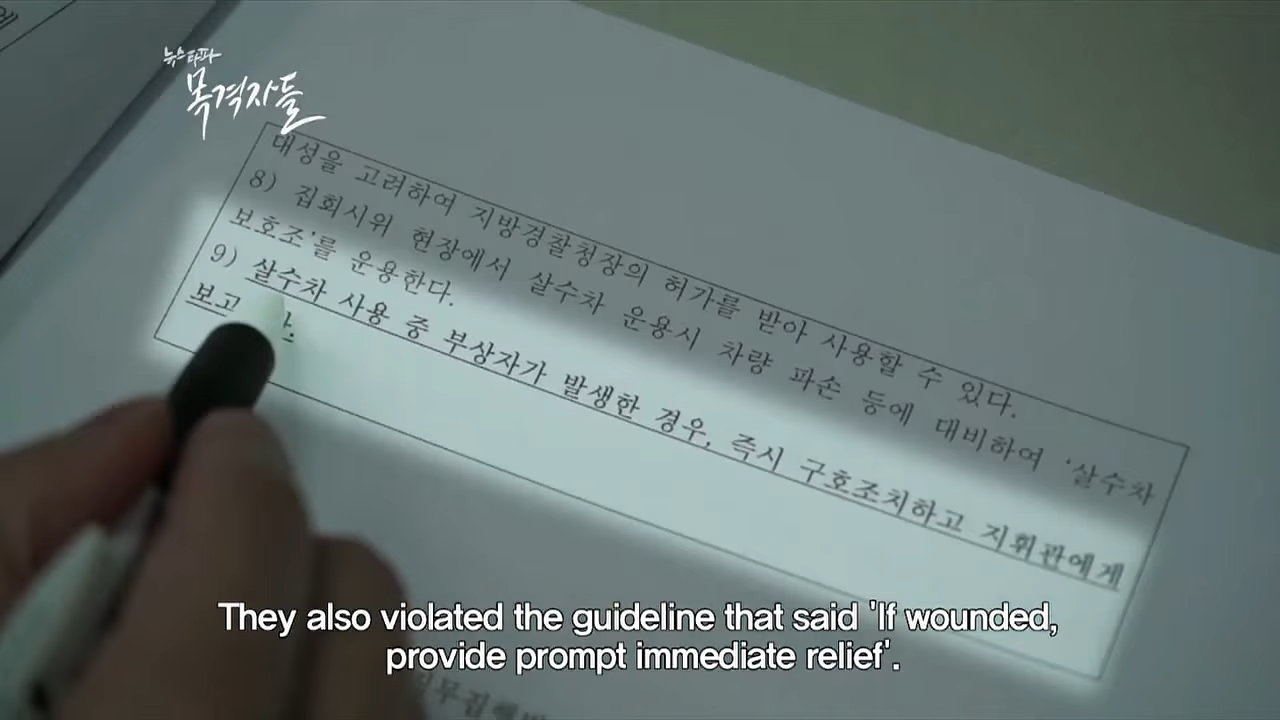 뉴스타파
목격자들
대성을 고려하여 지방경찰청장의 허가를 받아 사용할 수 있다.
8) 집회시위 현장에서 살수차 운용시 차량 파손 등에 대비하여 '살수차
보호조'를 운용한다.
9) 살수차 사용 중 부상자가 발생한 경우, 즉시 구호조치하고 지휘관에게
보고
They also violated the guideline that said 'If wounded,
provide prompt immediate relief'.